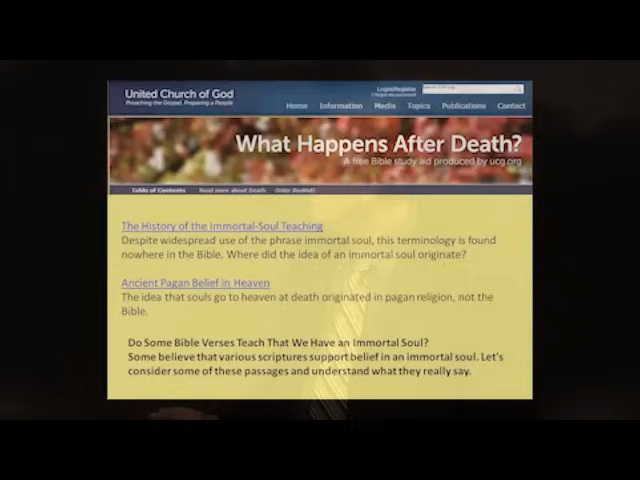 United Church of God
Preaching the Gospel, Preparing a People
Login/Register
Home Information Media Topics Publications Contact
What Happens After Death?
A free Bible study aid produced by ucg.org
Table of Contents Read more about Death Order Booklet!
The History of the Immortal-Soul Teaching
Despite widespread use of the phrase immortal soul, this terminology is found
nowhere in the Bible. Where did the idea of an immortal soul originate?
Ancient Pagan Belief in Heaven
The idea that souls go to heaven at death originated in pagan religion, not the
Bible.
Do Some Bible Verses Teach That We Have an Immortal Soul?
Some believe that various scriptures support belief in an immortal soul. Let's
consider some of these passages and understand what they really say.